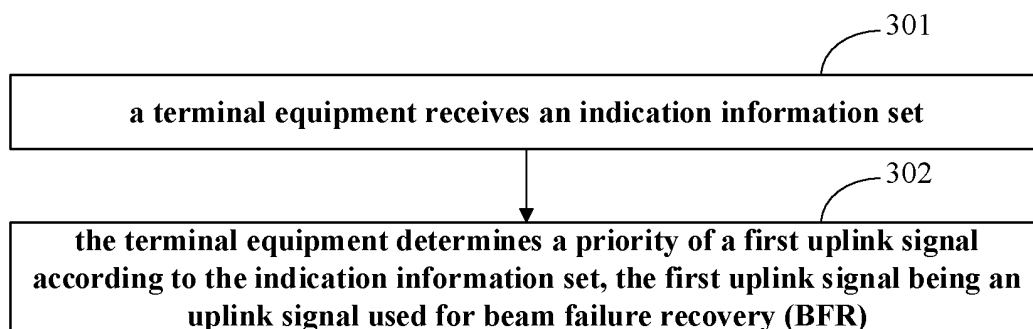 301
a terminal equipment receives an indication information set
302
the terminal equipment determines a priority of a first uplink signal
according to the indication information set, the first uplink signal being an
uplink signal used for beam failure recovery (BFR)